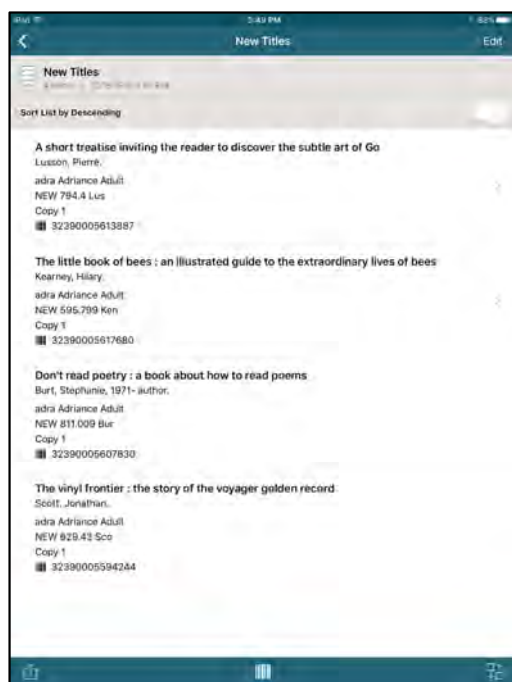 iPad
5:49 PM
82%
New Titles
Edit
New Titles
Sort List by Descending
A short treatise inviting the reader to discover the subtle art of Go
Lusson, Pierre.
adra Adriance Adult
NEW 794.4 Lus
Copy 1
32390005613887
The little book of bees : an illustrated guide to the extraordinary lives of bees
Kearney, Hilary.
adra Adriance Adult
NEW 595.799 Ken
Copy 1
32390005617680
Don't read poetry : a book about how to read poems
Burt, Stephanie, 1971- author.
adra Adriance Adult
NEW 811.009 Bur
Copy 1
32390005607830
The vinyl frontier : the story of the voyager golden record
Scott, Jonathan.
adra Adriance Adult
NEW 629.43 Sco
Copy 1
32390005594244